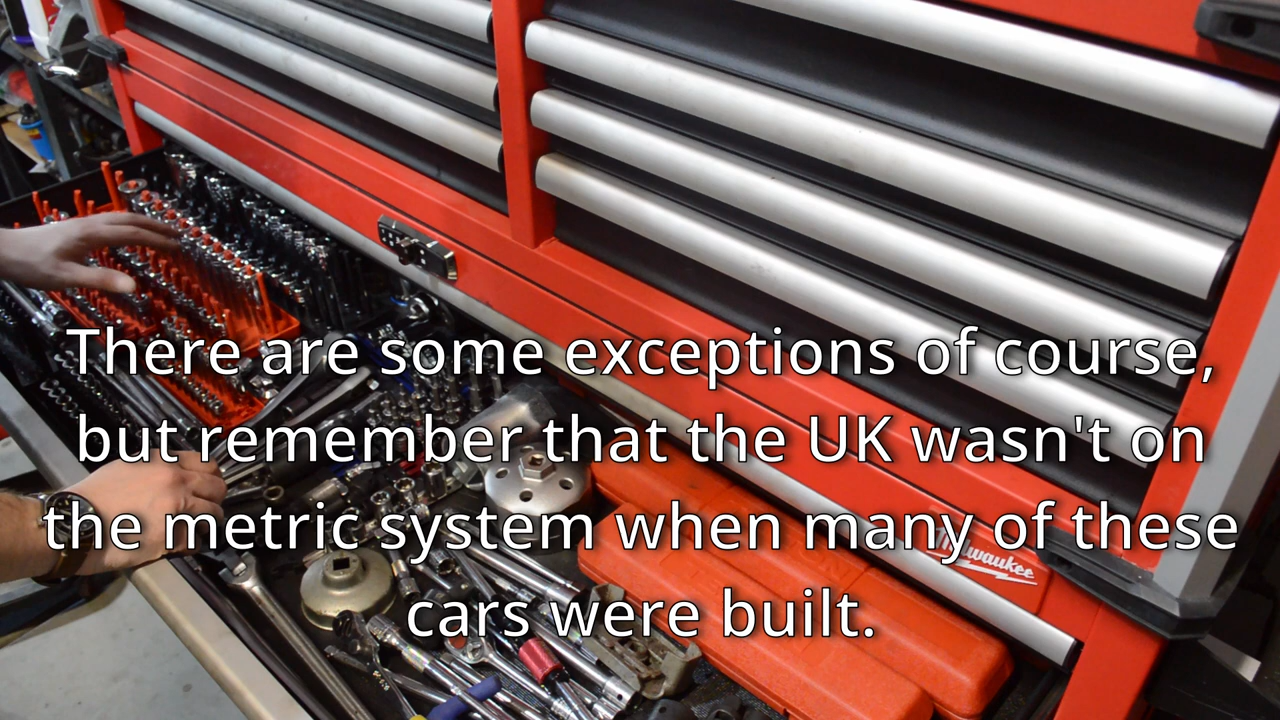 There are some exceptions of course,
but remember that the UK wasn't on
the metric system when many of these
cars were built.
Milwaukee